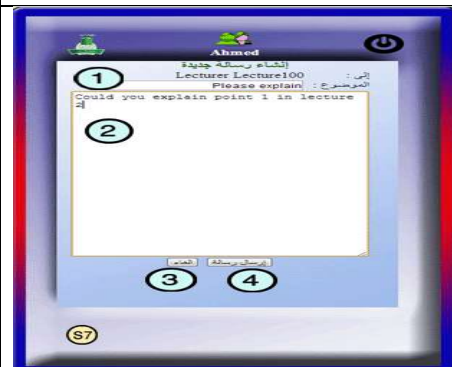 Ahmed
إنشاء رسالة جديدة
إلى : Lecturer Lecture100
الموضوع : Please explain
1
Could you explain point 1 in lecture
2
2
إرسال رسالة الغاء
3 4
S7